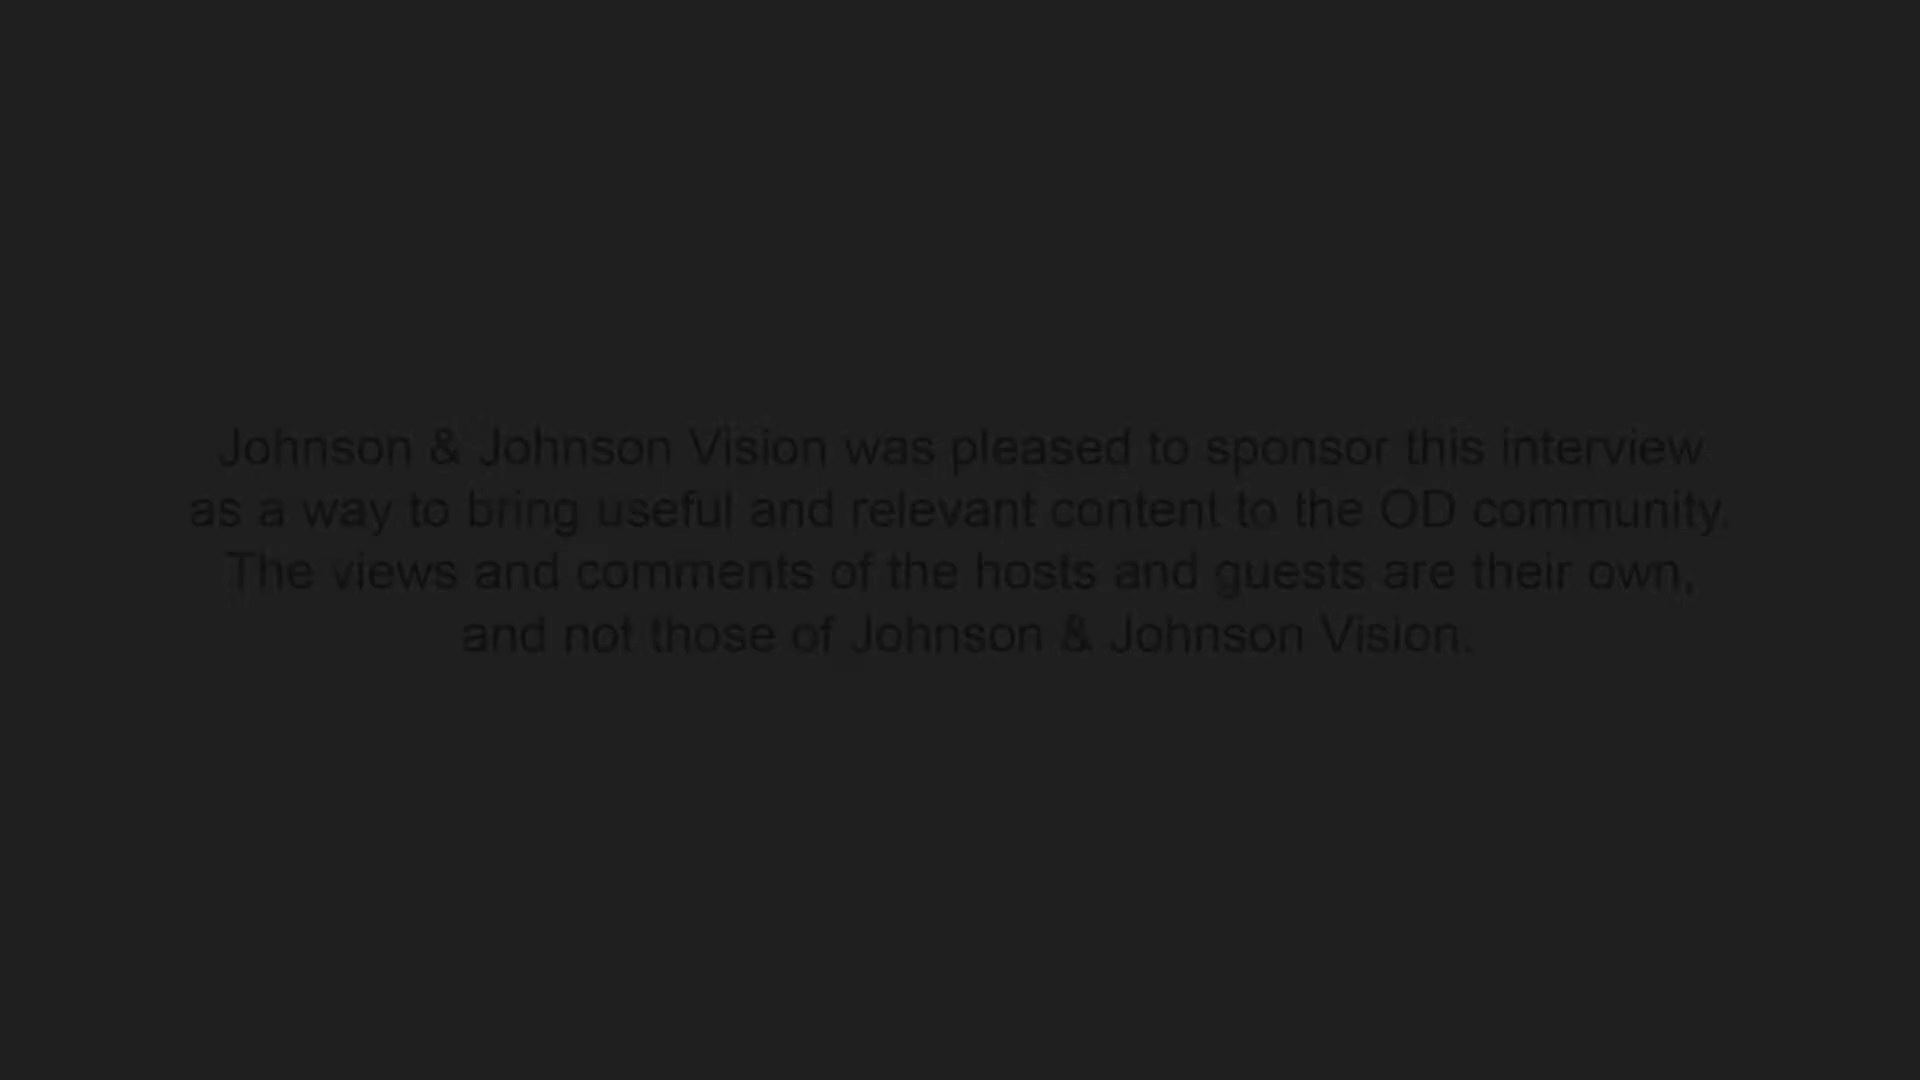 Johnson & Johnson Vision was pleased to sponsor this interview
as a way to bring useful and relevant content to the OD community.
The views and comments of the hosts and guests are their own,
and not those of Johnson & Johnson Vision.